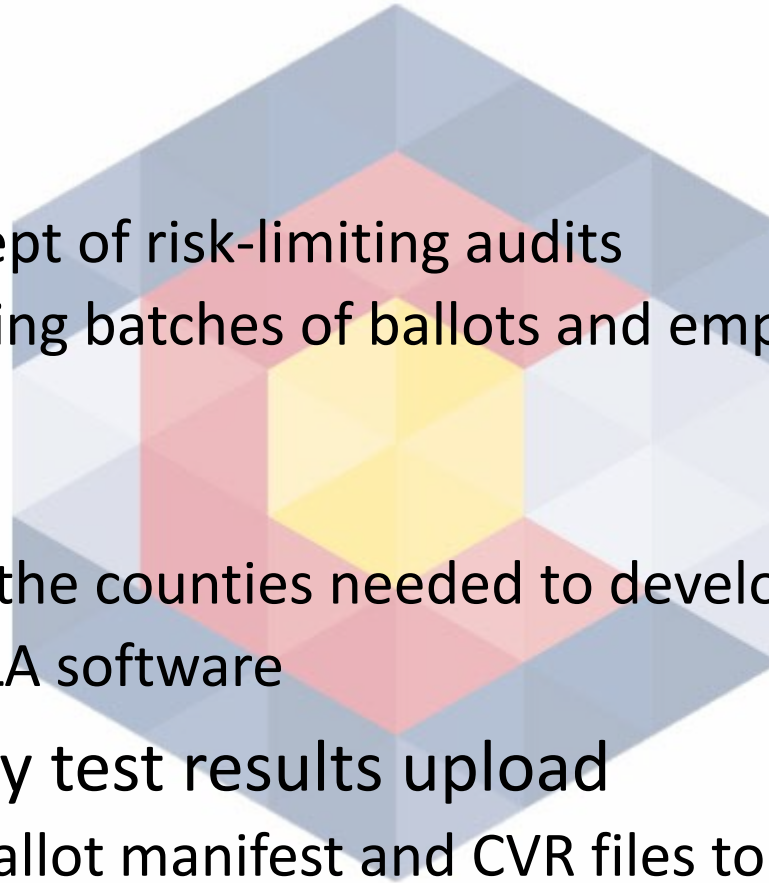 ept of risk-limiting audits
ing batches of ballots and emp
the counties needed to develo
LA software
y test results upload
allot manifest and CVR files to